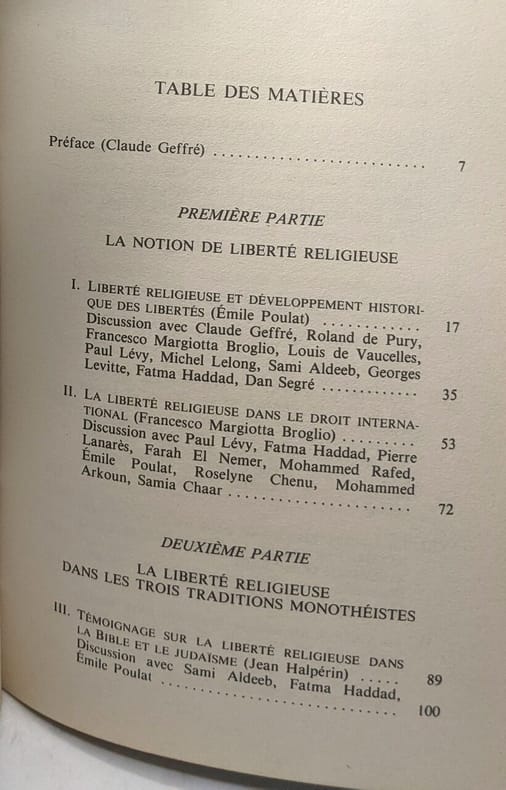 TABLE DES MATIÈRES
Préface (Claude Geffré) ........................... 7
PREMIÈRE PARTIE
LA NOTION DE LIBERTÉ RELIGIEUSE
I. LIBERTÉ RELIGIEUSE ET DÉVELOPPEMENT HISTORI-
QUE DES LIBERTÉS (Émile Poulat) ............ 17
Discussion avec Claude Geffré, Roland de Pury,
Francesco Margiotta Broglio, Louis de Vaucelles,
Paul Lévy, Michel Lelong, Sami Aldeeb, Georges
Levitte, Fatma Haddad, Dan Segré ............ 35
II. LA LIBERTÉ RELIGIEUSE DANS LE DROIT INTERNA-
TIONAL (Francesco Margiotta Broglio) ......... 53
Discussion avec Paul Lévy, Fatma Haddad, Pierre
Lanarès, Farah El Nemer, Mohammed Rafed,
Émile Poulat, Roselyne Chenu, Mohammed
Arkoun, Samia Chaar ...................... 72
DEUXIÈME PARTIE
LA LIBERTÉ RELIGIEUSE
DANS LES TROIS TRADITIONS MONOTHÉISTES
III. TÉMOIGNAGE SUR LA LIBERTÉ RELIGIEUSE DANS
LA BIBLE ET LE JUDAÏSME (Jean Halpérin) ..... 89
Discussion avec Sami Aldeeb, Fatma Haddad,
Émile Poulat ............................. 100